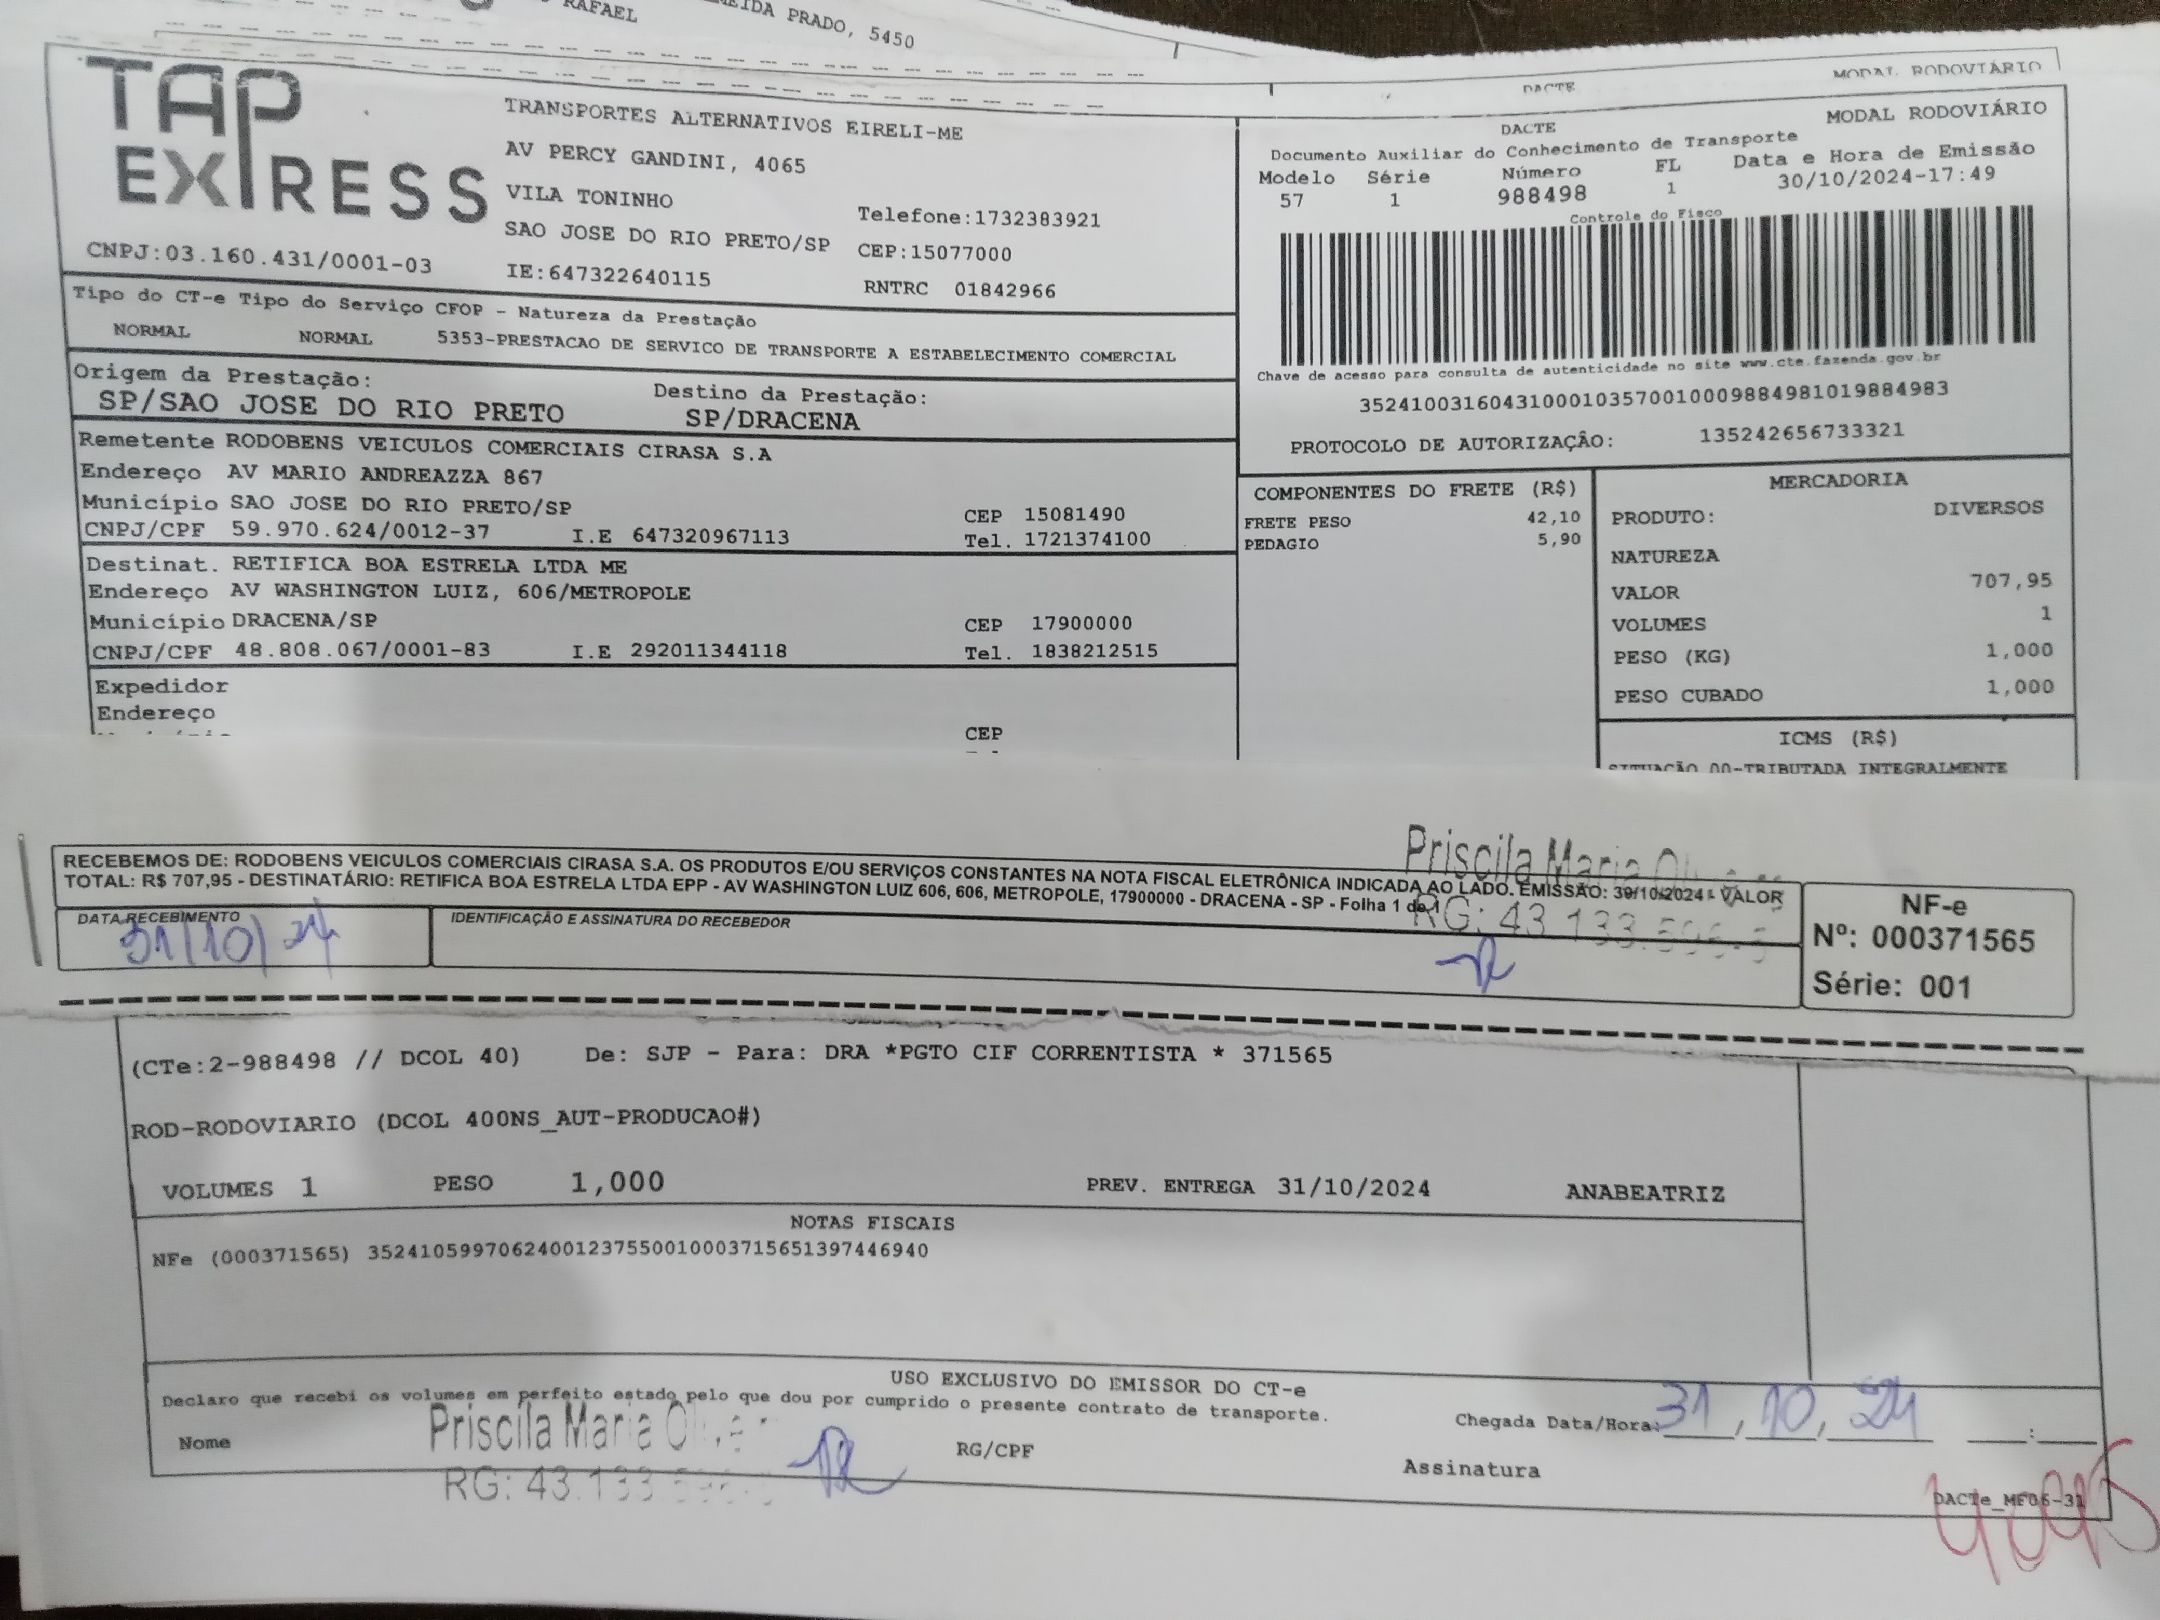 RAFAEL
EIDA PRADO, 5450
DACTE
MODAL RODOVIÁRIO
TAP EXPRESS
TRANSPORTES ALTERNATIVOS EIRELI-ME
AV PERCY GANDINI, 4065
VILA TONINHO
Telefone:1732383921
SAO JOSE DO RIO PRETO/SP CEP:15077000
CNPJ:03.160.431/0001-03
IE:647322640115
RNTRC 01842966
DACTE
MODAL RODOVIÁRIO
Documento Auxiliar do Conhecimento de Transporte
Modelo Série Número FL Data e Hora de Emissão
57 1 988498 1 30/10/2024-17:49
Controle do Fisco
Chave de acesso para consulta de autenticidade no site www.cte.fazenda.gov.br
35241003160431000103570010009884981019884983
PROTOCOLO DE AUTORIZAÇÂO: 135242656733321
Tipo do CT-e Tipo do Serviço CFOP - Natureza da Prestação
NORMAL NORMAL 5353-PRESTACAO DE SERVICO DE TRANSPORTE A ESTABELECIMENTO COMERCIAL
Origem da Prestação: Destino da Prestação:
SP/SAO JOSE DO RIO PRETO SP/DRACENA
Remetente RODOBENS VEICULOS COMERCIAIS CIRASA S.A
Endereço AV MARIO ANDREAZZA 867
Município SAO JOSE DO RIO PRETO/SP CEP 15081490
CNPJ/CPF 59.970.624/0012-37 I.E 647320967113 Tel. 1721374100
Destinat. RETIFICA BOA ESTRELA LTDA ME
Endereço AV WASHINGTON LUIZ, 606/METROPOLE
Município DRACENA/SP CEP 17900000
CNPJ/CPF 48.808.067/0001-83 I.E 292011344118 Tel. 1838212515
Expedidor
Endereço
CEP
COMPONENTES DO FRETE (R$)
FRETE PESO 42,10
PEDAGIO 5,90
MERCADORIA
PRODUTO: DIVERSOS
NATUREZA
VALOR 707,95
VOLUMES 1
PESO (KG) 1,000
PESO CUBADO 1,000
ICMS (R$)
SITUAÇÃO 00-TRIBUTADA INTEGRALMENTE
RECEBEMOS DE: RODOBENS VEICULOS COMERCIAIS CIRASA S.A. OS PRODUTOS E/OU SERVIÇOS CONSTANTES NA NOTA FISCAL ELETRÔNICA INDICADA AO LADO. EMISSÃO: 30/10/2024 - VALOR
TOTAL: R$ 707,95 - DESTINATÁRIO: RETIFICA BOA ESTRELA LTDA EPP - AV WASHINGTON LUIZ 606, 606, METROPOLE, 17900000 - DRACENA - SP - Folha 1 de 1
Priscila Maria
RG: 43.133.
DATA RECEBIMENTO
31/10/24
IDENTIFICAÇÃO E ASSINATURA DO RECEBEDOR
NF-e
Nº: 000371565
Série: 001
(CTe:2-988498 // DCOL 40) De: SJP - Para: DRA *PGTO CIF CORRENTISTA * 371565
ROD-RODOVIARIO (DCOL 400NS_AUT-PRODUCAO#)
VOLUMES 1 PESO 1,000 PREV. ENTREGA 31/10/2024 ANABEATRIZ
NOTAS FISCAIS
NFe (000371565) 35241059970624001237550010003715651397446940
USO EXCLUSIVO DO EMISSOR DO CT-e
Declaro que recebi os volumes em perfeito estado pelo que dou por cumprido o presente contrato de transporte.
Chegada Data/Hora: 31, 10, 24 :
Nome Priscila Maria
RG: 43.133.
RG/CPF
Assinatura
DACTe_MF06-31